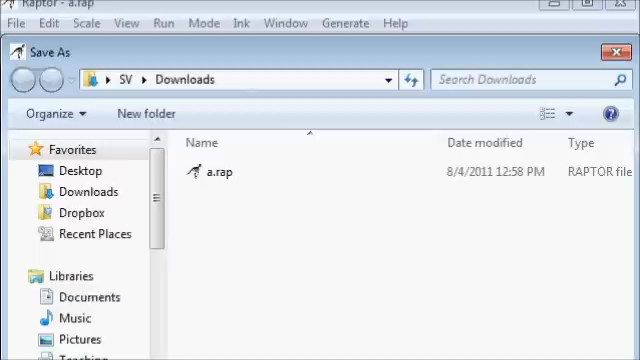 Raptor - a.rap
File Edit Scale View Run Mode Ink Window Generate Help
Save As
SV Downloads
Search Downloads
Organize New folder
Name Date modified Type
a.rap 8/4/2011 12:58 PM RAPTOR file
Favorites
Desktop
Downloads
Dropbox
Recent Places
Libraries
Documents
Music
Pictures
Teaching